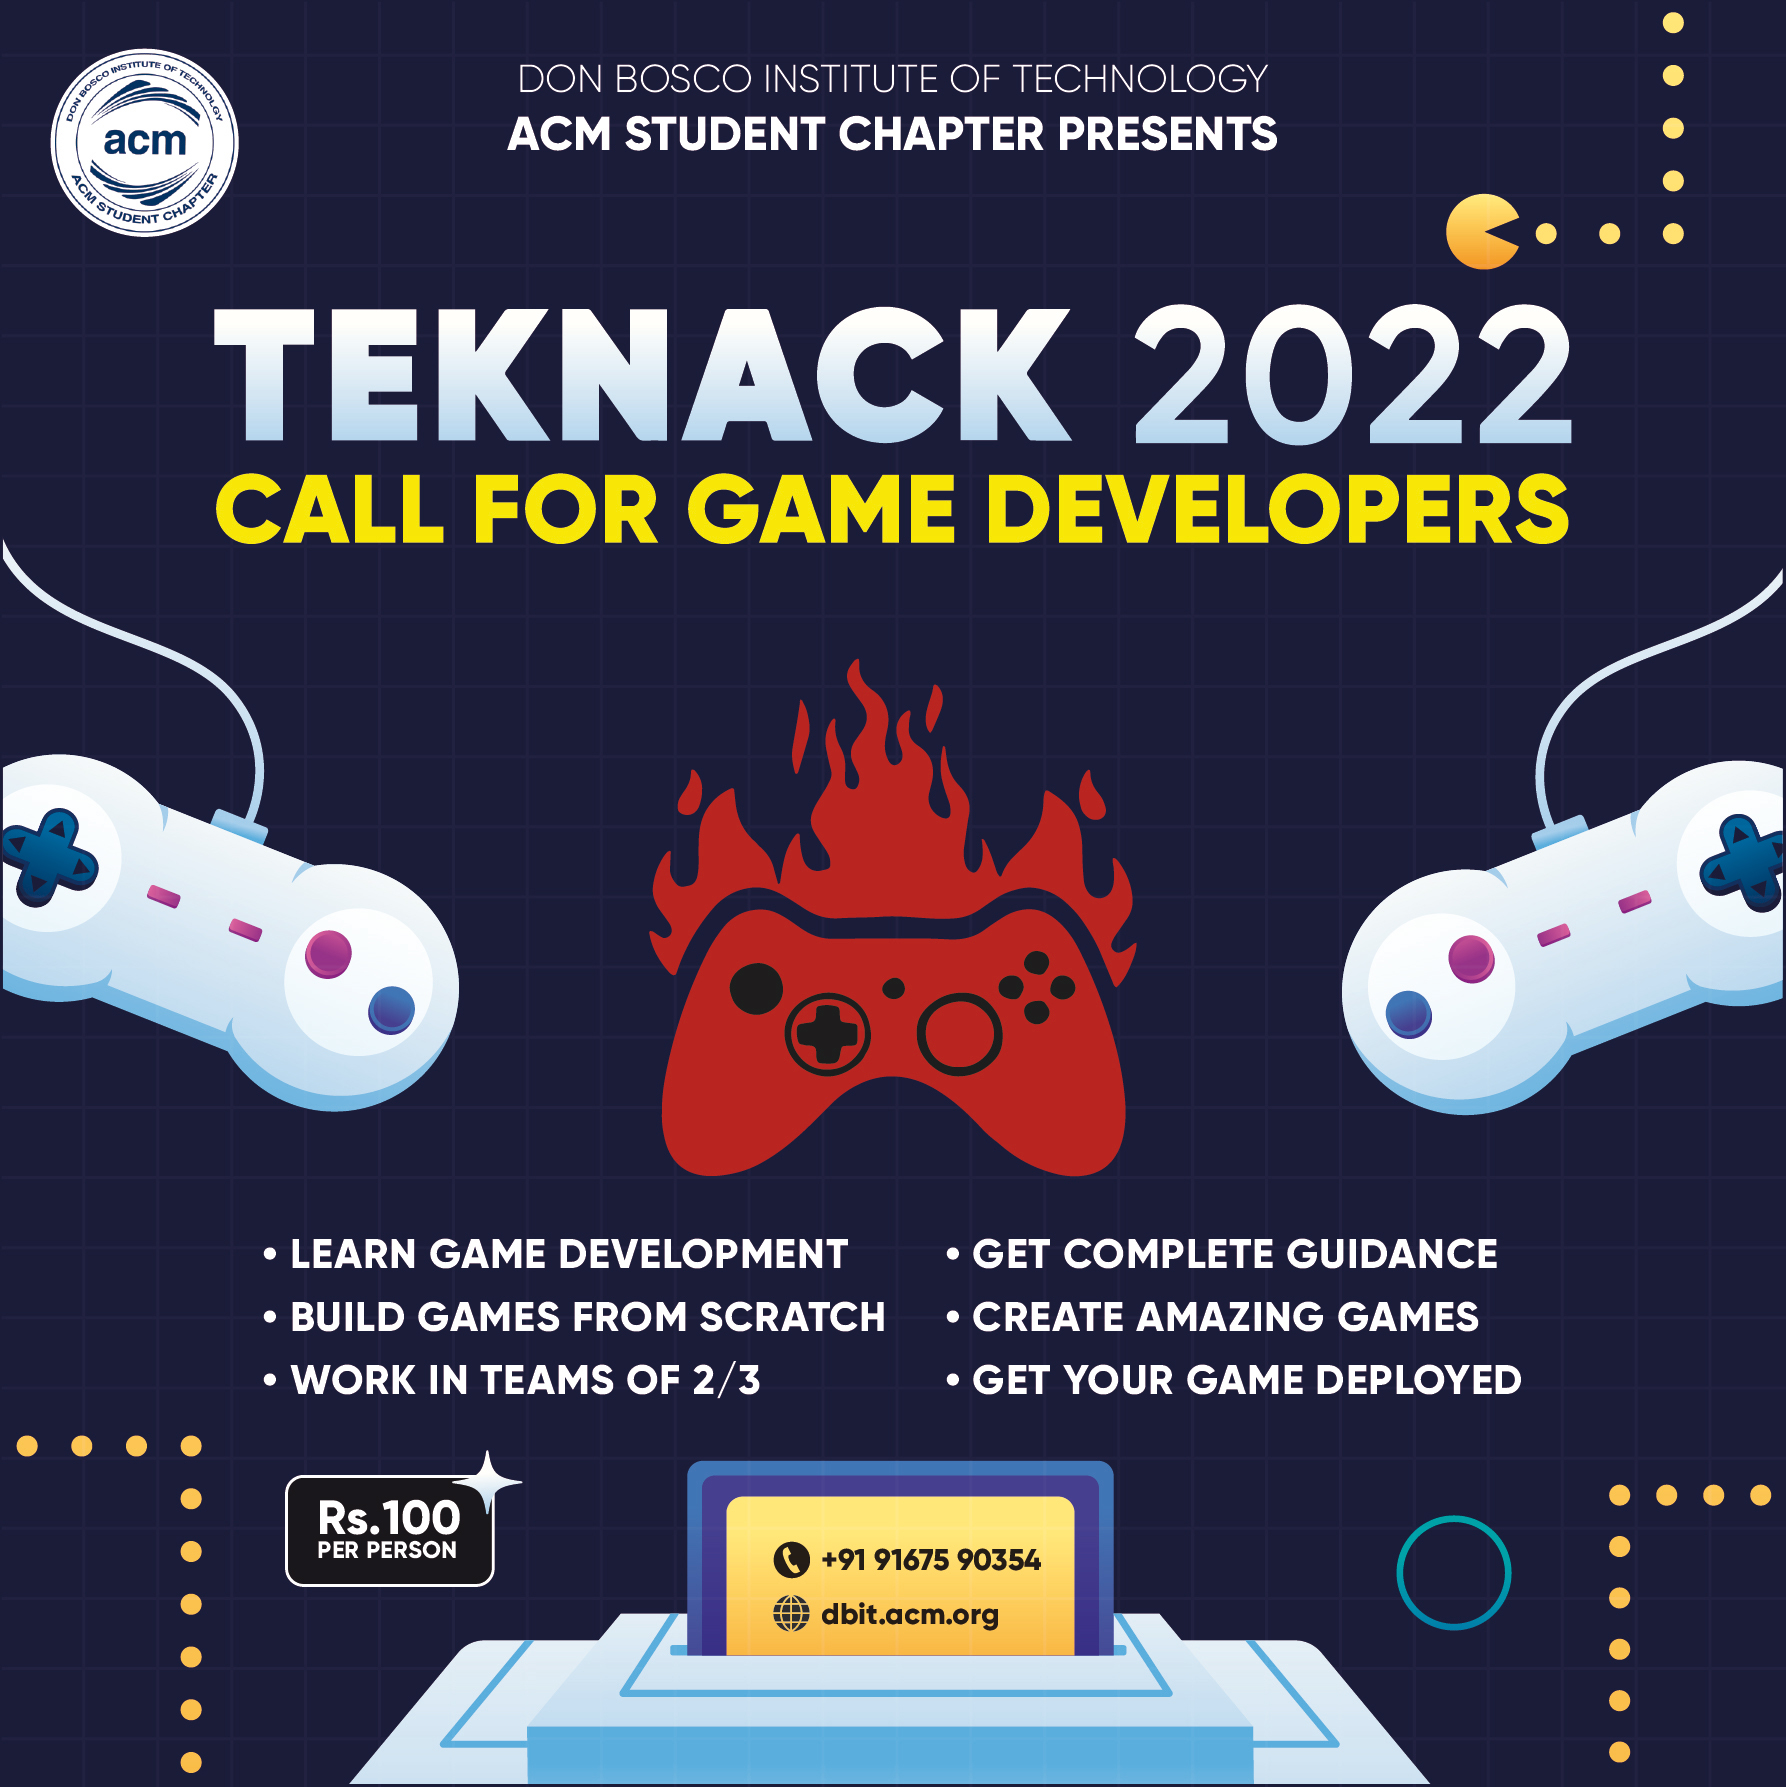 DON BOSCO INSTITUTE OF TECHNOLOGY
acm
ACM STUDENT CHAPTER
DON BOSCO INSTITUTE OF TECHNOLOGY
ACM STUDENT CHAPTER PRESENTS
TEKNACK 2022
CALL FOR GAME DEVELOPERS
• LEARN GAME DEVELOPMENT
• BUILD GAMES FROM SCRATCH
• WORK IN TEAMS OF 2/3
• GET COMPLETE GUIDANCE
• CREATE AMAZING GAMES
• GET YOUR GAME DEPLOYED
Rs.100
PER PERSON
+91 91675 90354
dbit.acm.org